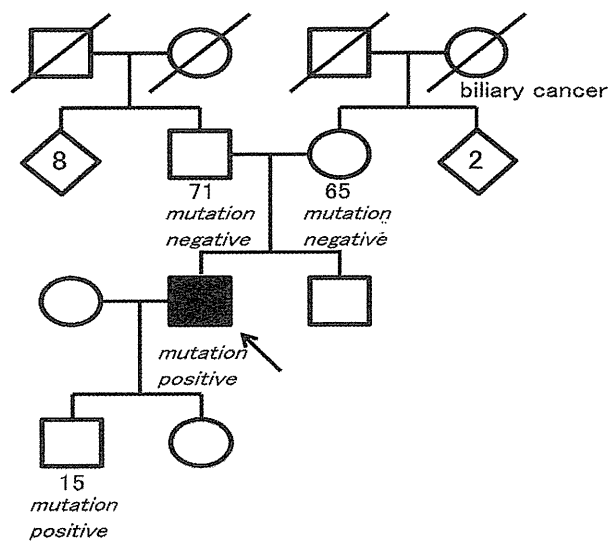 biliary cancer
8
2
71
mutation
negative
65
mutation
negative
mutation
positive
15
mutation
positive